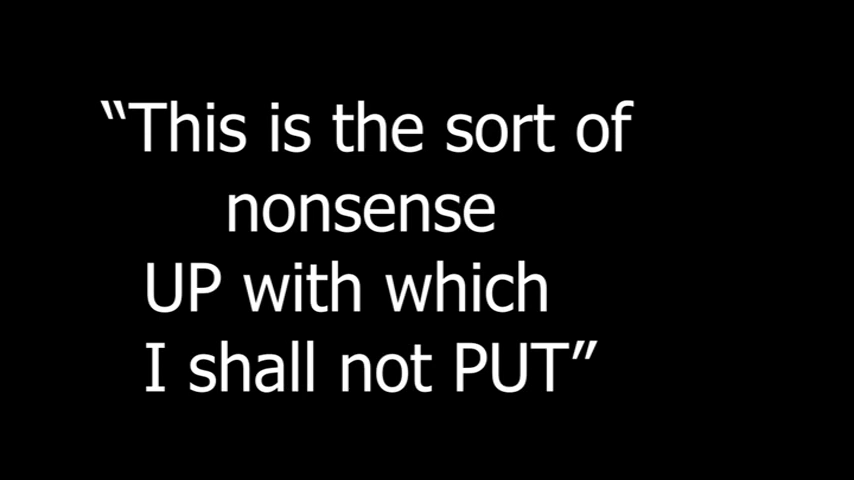 “This is the sort of
nonsense
UP with which
I shall not PUT”